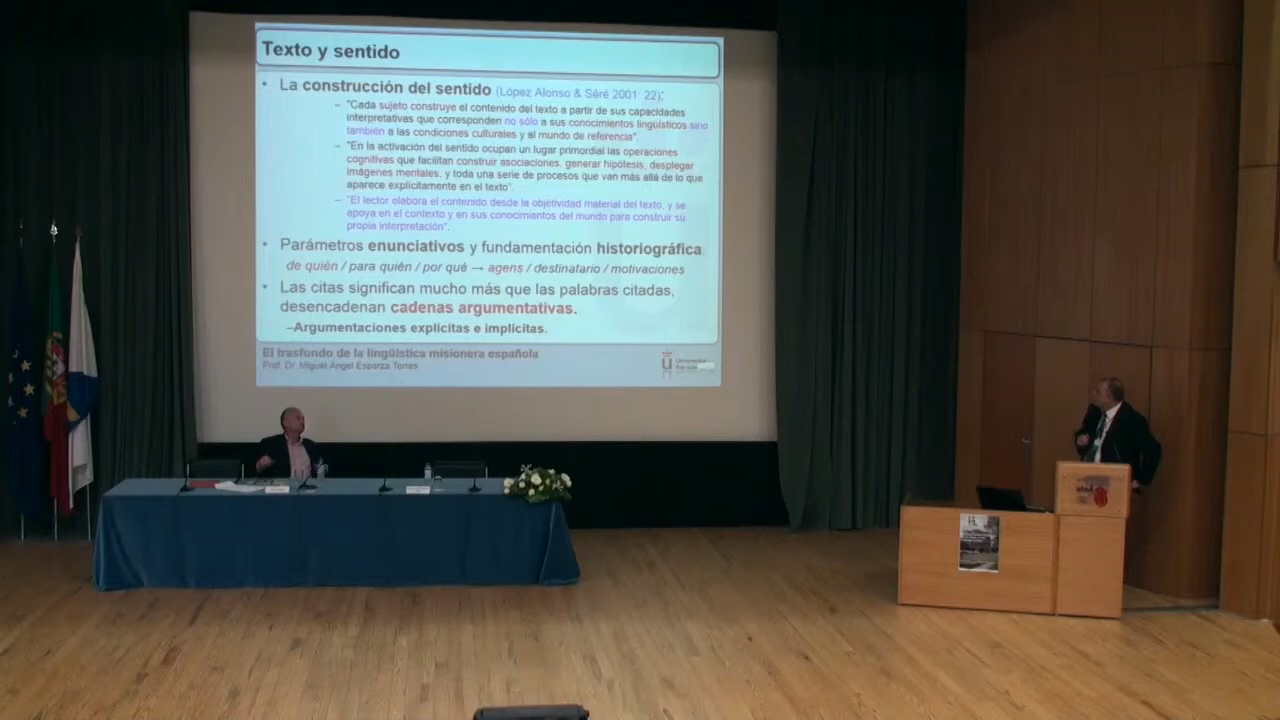 Texto y sentido
• La construcción del sentido (López Alonso & Séré 2001: 22):
– "Cada sujeto construye el contenido del texto a partir de sus capacidades
interpretativas que corresponden no sólo a sus conocimientos lingüísticos sino
también a las condiciones culturales y al mundo de referencia".
– "En la activación del sentido ocupan un lugar primordial las operaciones
cognitivas que facilitan construir asociaciones, generar hipótesis, desplegar
imágenes mentales, y toda una serie de procesos que van más allá de lo que
aparece explícitamente en el texto".
– "El lector elabora el contenido desde la objetividad material del texto, y se
apoya en el contexto y en sus conocimientos del mundo para construir su
propia interpretación".
• Parámetros enunciativos y fundamentación historiográfica.
de quién / para quién / por qué → agens / destinatario / motivaciones
• Las citas significan mucho más que las palabras citadas,
desencadenan cadenas argumentativas.
–Argumentaciones explícitas e implícitas.
El trasfondo de la lingüística misionera española
Prof. Dr. Miguel Ángel Esparza Torres
Universidad
Rey Juan